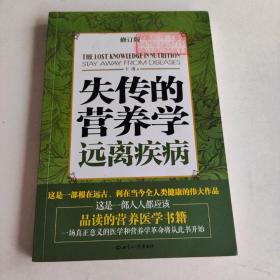 修订版
THE LOST KNOWLEDGE IN NUTRITION
STAY AWAY FROM DISEASES
失传的
营养学
远离疾病
这是一部根在远古、利在当今全人类健康的伟大作品
这是一部人人都应该
品读的营养医学书籍
一场真正意义的医学和营养学革命将从此书开始